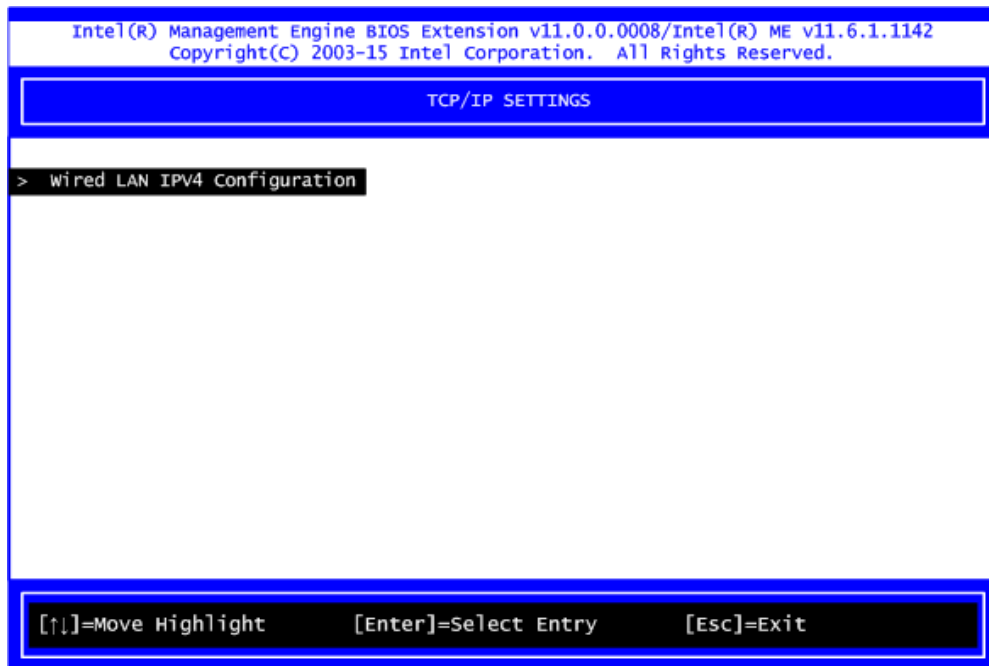 Intel(R) Management Engine BIOS Extension v11.0.0.0008/Intel(R) ME v11.6.1.1142
Copyright(C) 2003-15 Intel Corporation.  All Rights Reserved.
TCP/IP SETTINGS
>  Wired LAN IPV4 Configuration
[↑↓]=Move Highlight          [Enter]=Select Entry          [Esc]=Exit